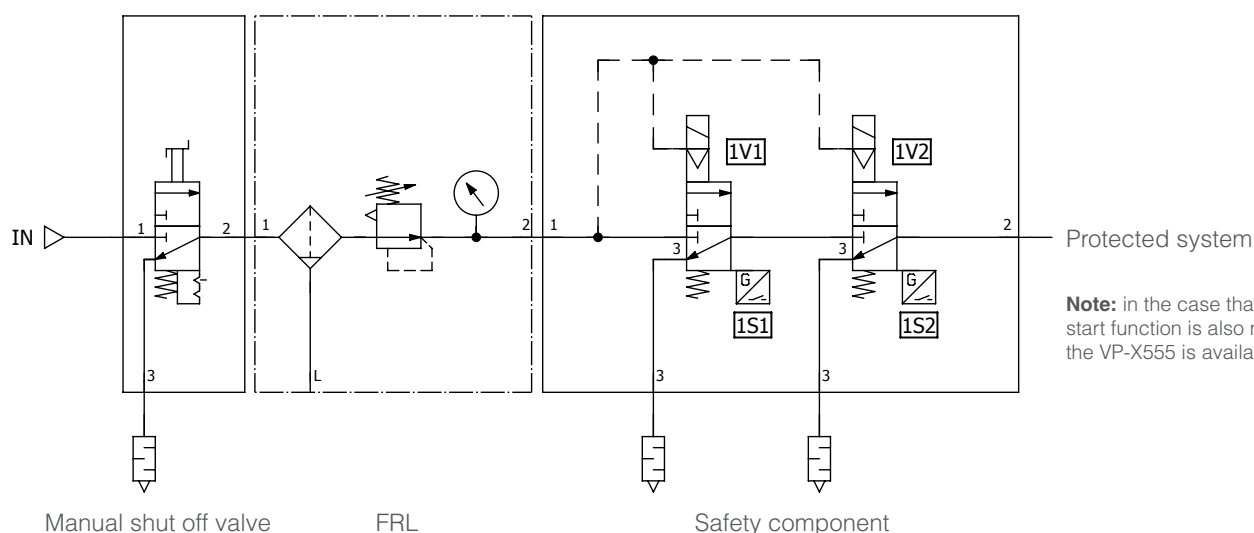 1V1
1V2
IN
1
2
1
2
1
3
3
2
Protected system
G
G
1S1
1S2
Note: in the case tha
start function is also r
the VP-X555 is availa
3
L
3
3
Manual shut off valve
FRL
Safety component